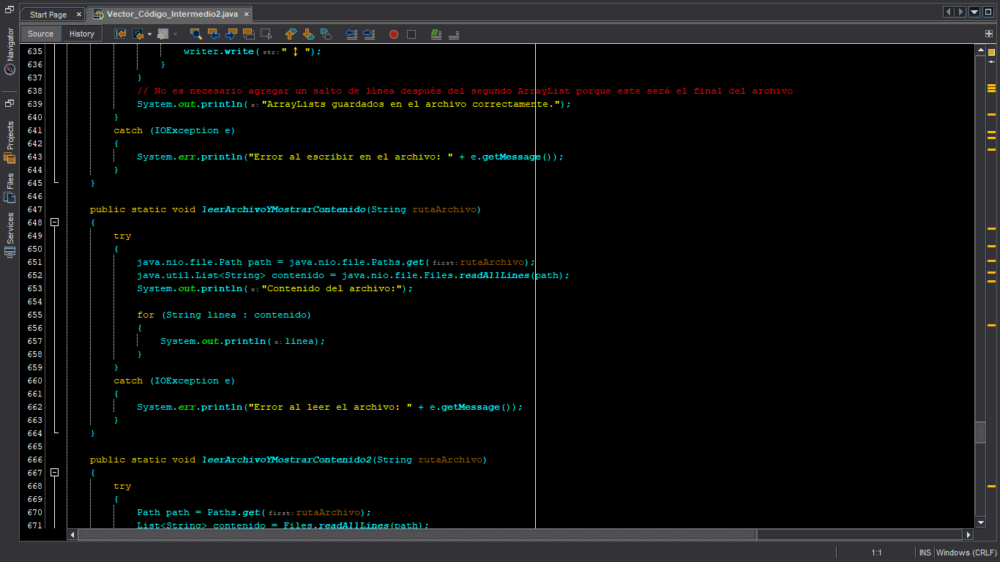 Start Page ×
Vector_Código_Intermedio2.java ×
Source History
Navigator
Projects
Files
Services
635 writer.write( str:" ↕ ");
636 }
637 }
638 // No es necesario agregar un salto de línea después del segundo ArrayList porque este será el final del archivo
639 System.out.println( x:"ArrayLists guardados en el archivo correctamente.");
640 }
641 catch (IOException e)
642 {
643 System.err.println("Error al escribir en el archivo: " + e.getMessage());
644 }
645 }
646
647 public static void leerArchivoYMostrarContenido(String rutaArchivo)
648 {
649 try
650 {
651 java.nio.file.Path path = java.nio.file.Paths.get( first:rutaArchivo);
652 java.util.List<String> contenido = java.nio.file.Files.readAllLines(path);
653 System.out.println( x:"Contenido del archivo:");
654
655 for (String linea : contenido)
656 {
657 System.out.println( x:linea);
658 }
659 }
660 catch (IOException e)
661 {
662 System.err.println("Error al leer el archivo: " + e.getMessage());
663 }
664 }
665
666 public static void leerArchivoYMostrarContenido2(String rutaArchivo)
667 {
668 try
669 {
670 Path path = Paths.get( first:rutaArchivo);
671 List<String> contenido = Files.readAllLines(path);
1:1 INS Windows (CRLF)